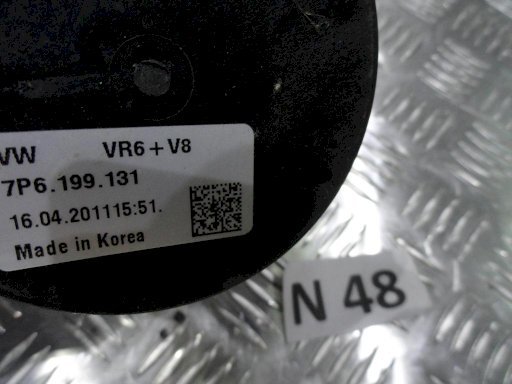 VW VR6+V8
7P6.199.131
16.04.201115:51.
Made in Korea
N 48